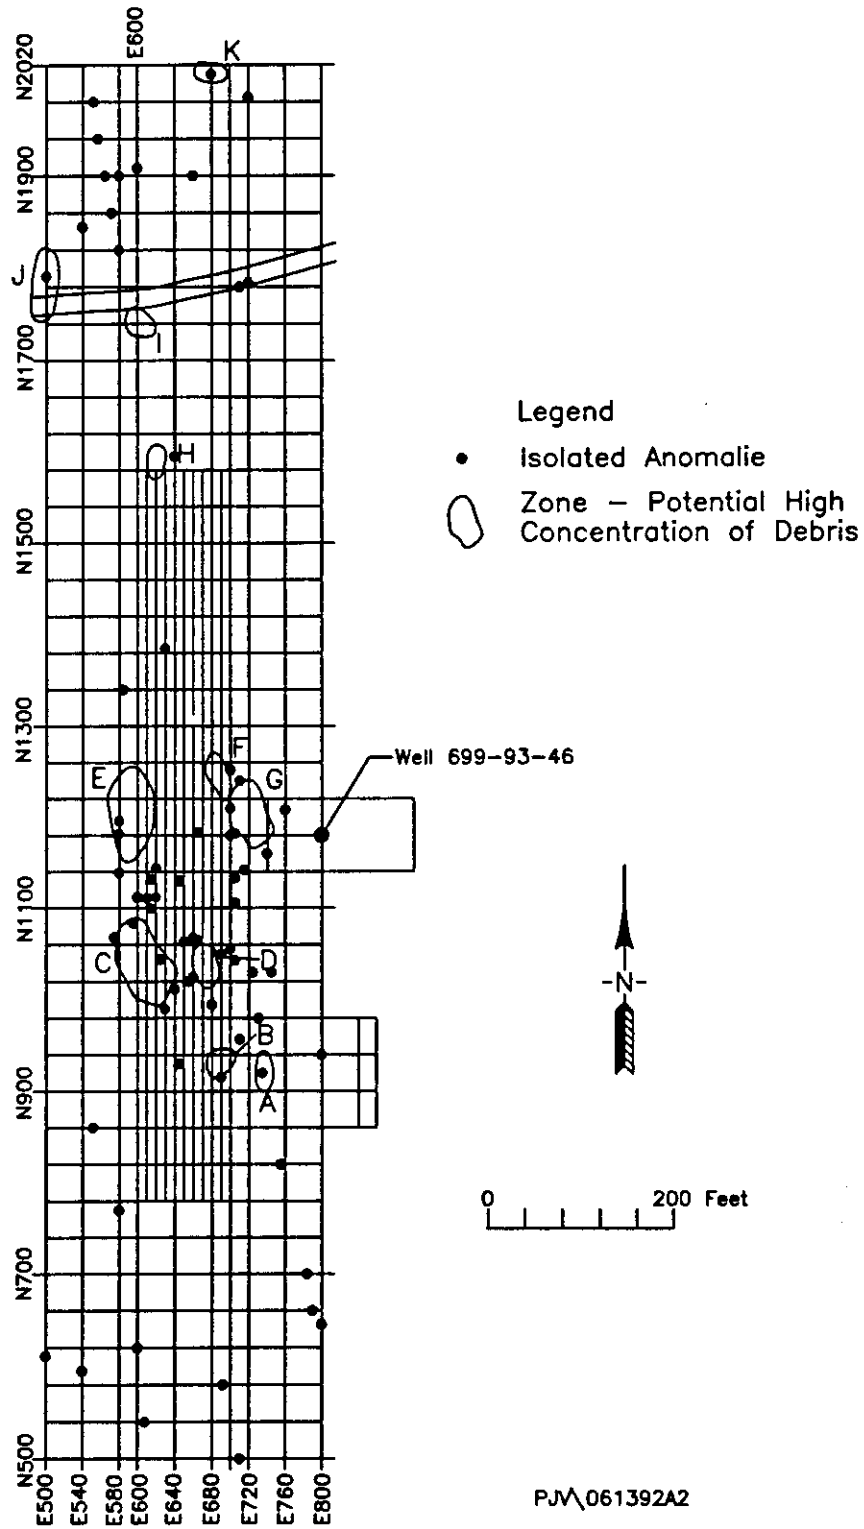 E600
K
N2020
N1900
J
I
N1700
Legend
H
Isolated Anomalie
Zone – Potential High
Concentration of Debris
N1500
N1300
F
Well 699-93-46
E
G
N1100
C
D
-N-
B
N900
A
0 200 Feet
N700
N500
E500
E540
E580
E600
E640
E680
E720
E760
E800
PJV\061392A2